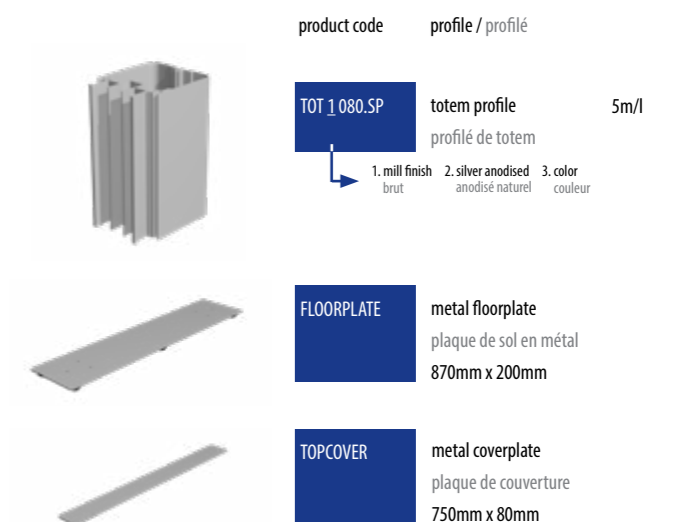 product code profile / profilé
TOT 1 080.SP totem profile 5m/l
profilé de totem
1. mill finish 2. silver anodised 3. color
brut anodisé naturel couleur
FLOORPLATE metal floorplate
plaque de sol en métal
870mm x 200mm
TOPCOVER metal coverplate
plaque de couverture
750mm x 80mm